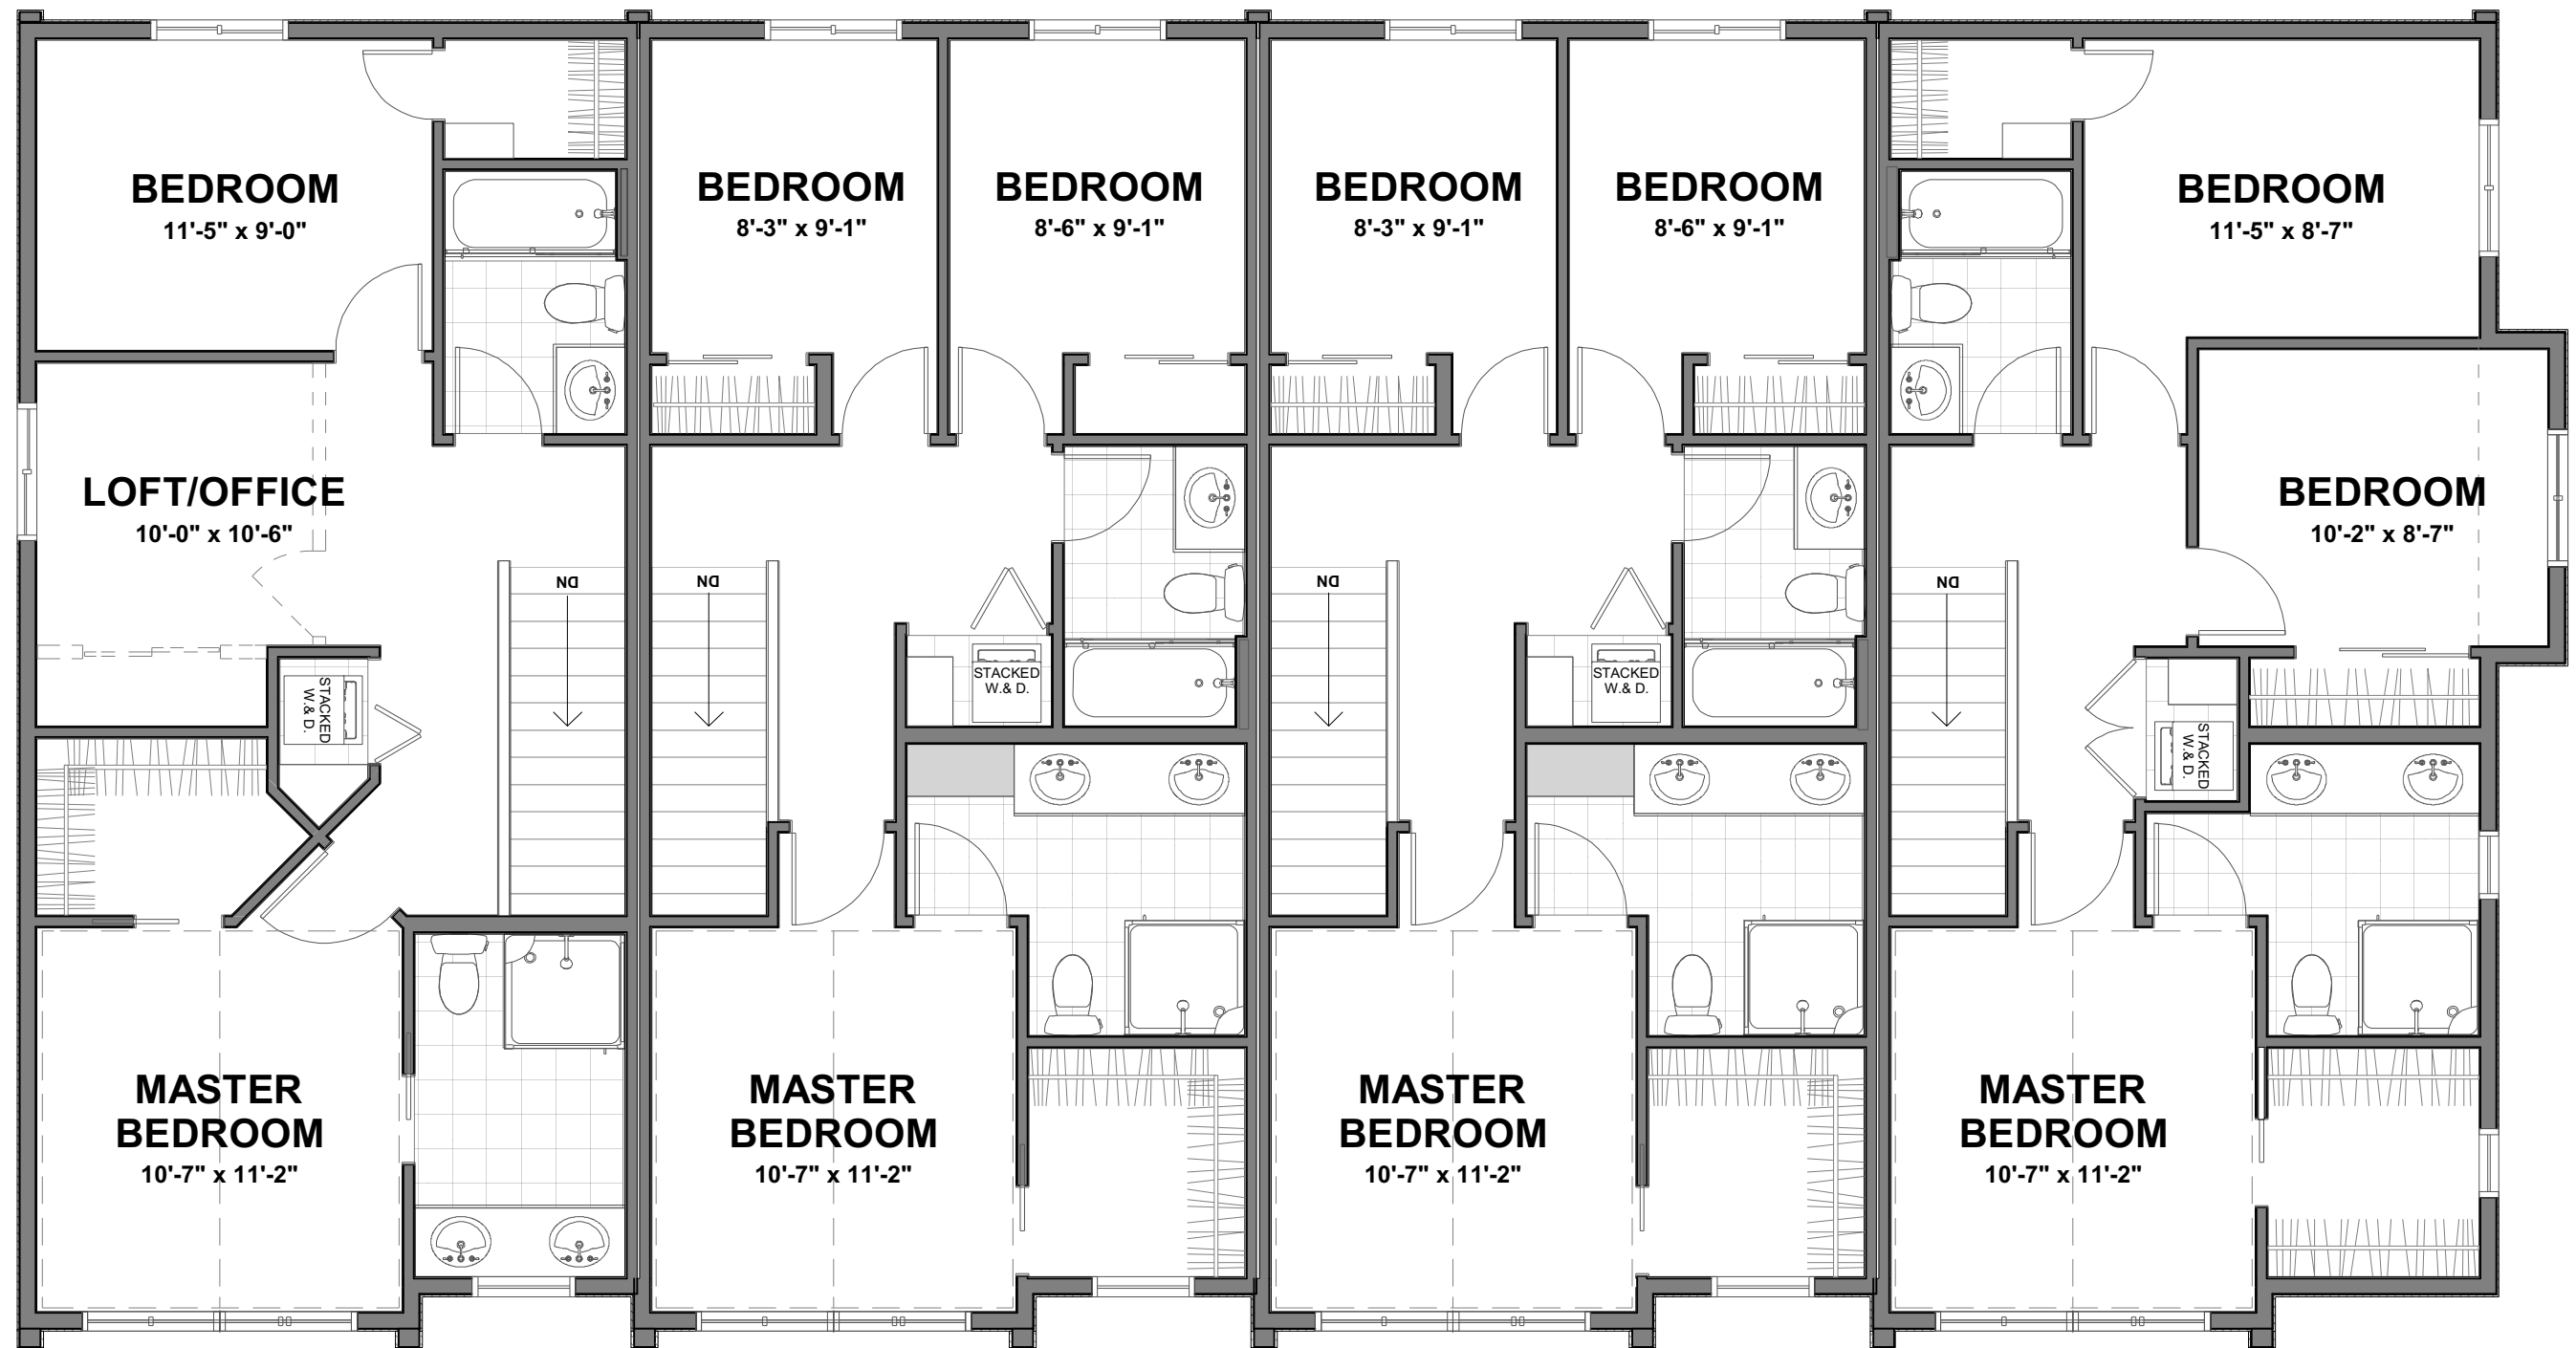 BEDROOM
11'-5" x 9'-0"
BEDROOM
8'-3" x 9'-1"
BEDROOM
8'-6" x 9'-1"
BEDROOM
8'-3" x 9'-1"
BEDROOM
8'-6" x 9'-1"
BEDROOM
11'-5" x 8'-7"
LOFT/OFFICE
10'-0" x 10'-6"
BEDROOM
10'-2" x 8'-7"
DN
DN
DN
DN
STACKED
W.& D.
STACKED
W.& D.
STACKED
W.& D.
STACKED
W.& D.
MASTER
BEDROOM
10'-7" x 11'-2"
MASTER
BEDROOM
10'-7" x 11'-2"
MASTER
BEDROOM
10'-7" x 11'-2"
MASTER
BEDROOM
10'-7" x 11'-2"